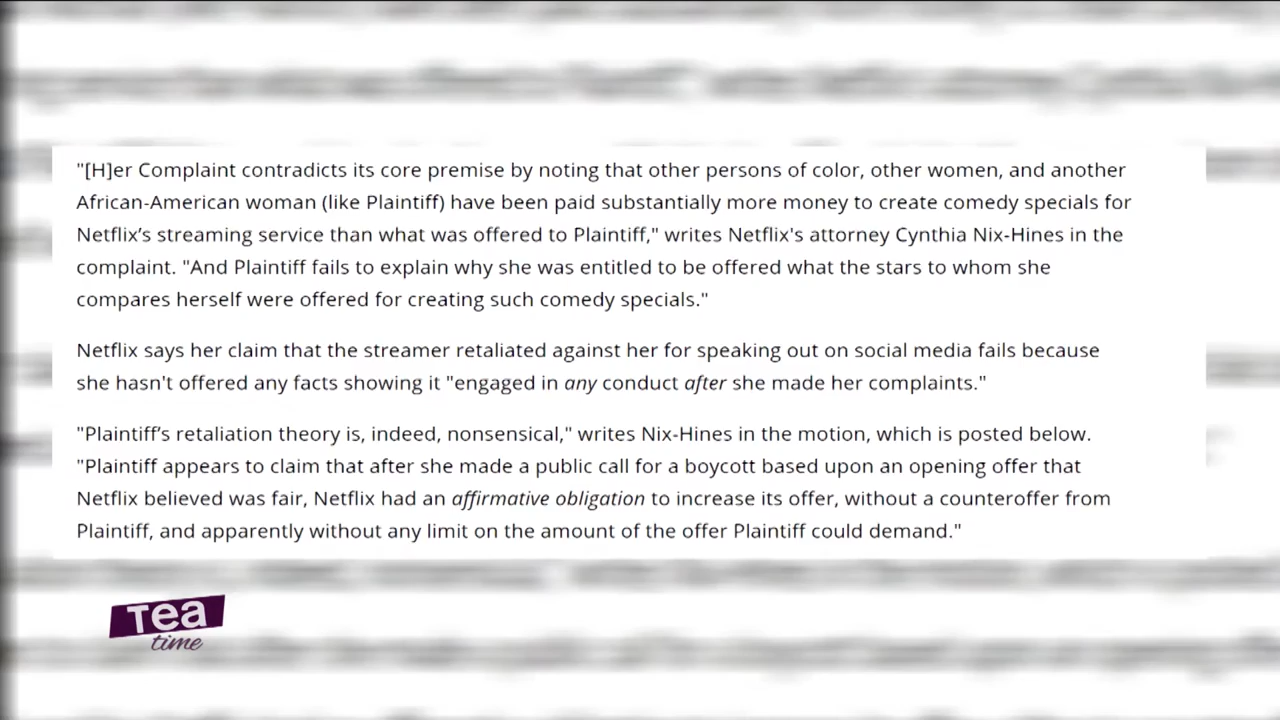 "[H]er Complaint contradicts its core premise by noting that other persons of color, other women, and another
African-American woman (like Plaintiff) have been paid substantially more money to create comedy specials for
Netflix’s streaming service than what was offered to Plaintiff," writes Netflix's attorney Cynthia Nix-Hines in the
complaint. "And Plaintiff fails to explain why she was entitled to be offered what the stars to whom she
compares herself were offered for creating such comedy specials."
Netflix says her claim that the streamer retaliated against her for speaking out on social media fails because
she hasn't offered any facts showing it "engaged in any conduct after she made her complaints."
"Plaintiff’s retaliation theory is, indeed, nonsensical," writes Nix-Hines in the motion, which is posted below.
"Plaintiff appears to claim that after she made a public call for a boycott based upon an opening offer that
Netflix believed was fair, Netflix had an affirmative obligation to increase its offer, without a counteroffer from
Plaintiff, and apparently without any limit on the amount of the offer Plaintiff could demand."
Tea
time